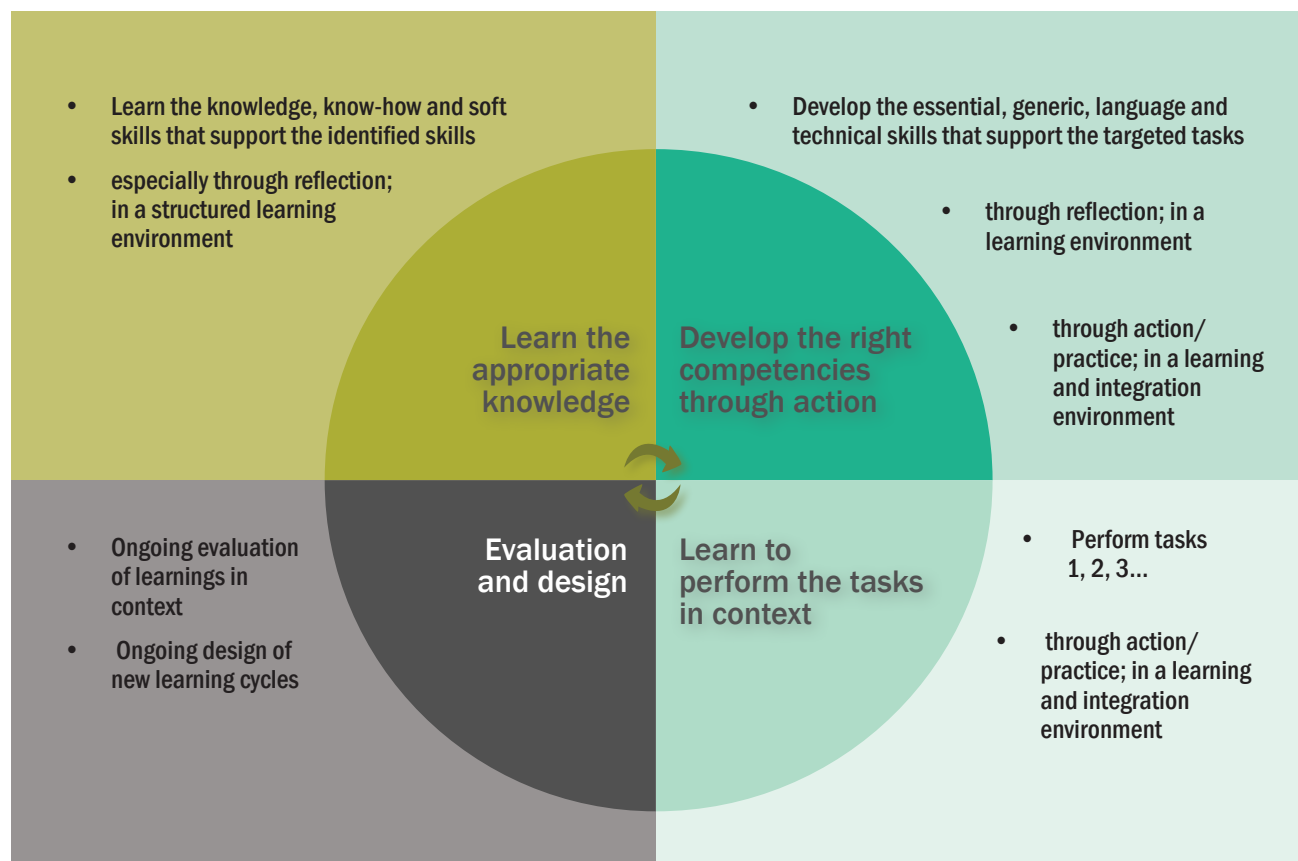 • Learn the knowledge, know-how and soft
skills that support the identified skills
• especially through reflection;
in a structured learning
environment
Learn the
appropriate
knowledge
• Develop the essential, generic, language and
technical skills that support the targeted tasks
• through reflection; in a
learning environment
• through action/
practice; in a learning
and integration
environment
Develop the right
competencies
through action
• Ongoing evaluation
of learnings in
context
• Ongoing design of
new learning cycles
Evaluation
and design
Learn to
perform the tasks
in context
• Perform tasks
1, 2, 3...
• through action/
practice; in a learning
and integration
environment